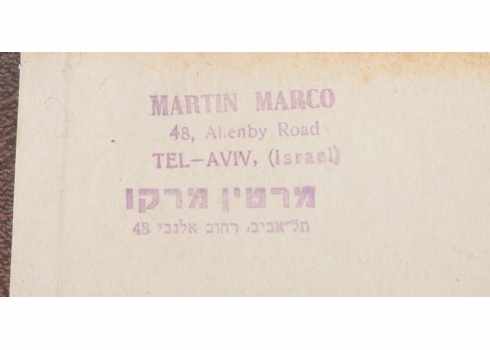 MARTIN MARCO
48, Allenby Road
TEL-AVIV, (Israel)
מרטין מרקו
תל־אביב, רחוב אלנבי 48